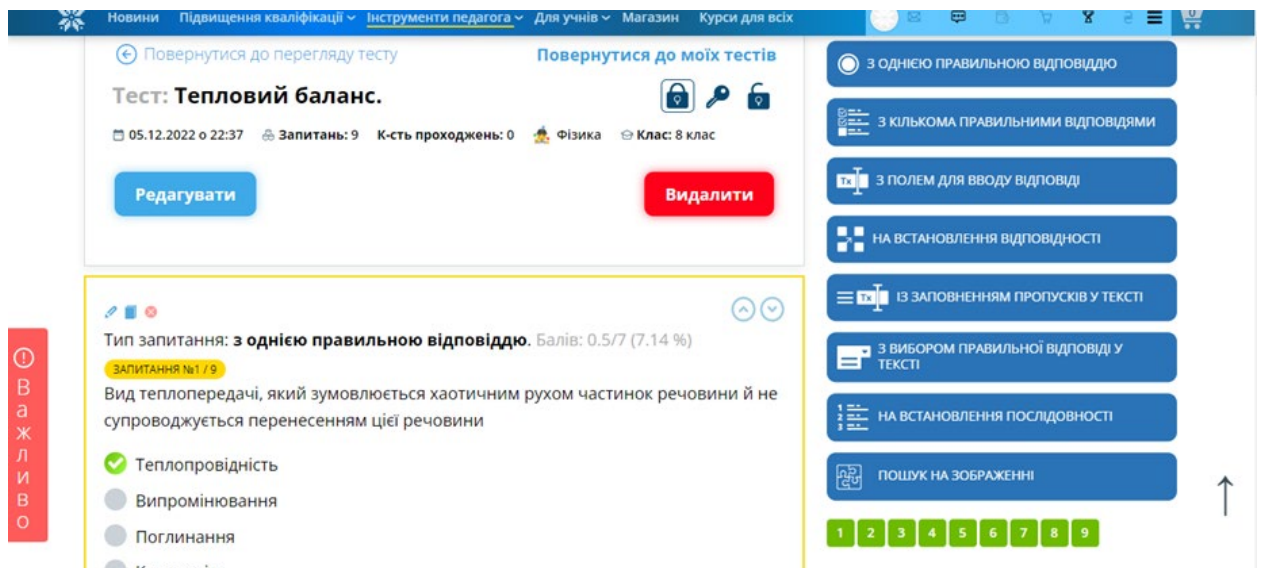 Новини Підвищення кваліфікації Інструменти педагога Для учнів Магазин Курси для всіх
0
Повернутися до перегляду тесту Повернутися до моїх тестів
Тест: Тепловий баланс.
05.12.2022 о 22:37 Запитань: 9 К-сть проходжень: 0 Фізика Клас: 8 клас
Редагувати Видалити
Тип запитання: з однією правильною відповіддю. Балів: 0.5/7 (7.14 %)
ЗАПИТАННЯ №1 / 9
Вид теплопередачі, який зумовлюється хаотичним рухом частинок речовини й не
супроводжується перенесенням цієї речовини
Теплопровідність
Випромінювання
Поглинання
Важливо
З ОДНІЄЮ ПРАВИЛЬНОЮ ВІДПОВІДДЮ
З КІЛЬКОМА ПРАВИЛЬНИМИ ВІДПОВІДЯМИ
Tx З ПОЛЕМ ДЛЯ ВВОДУ ВІДПОВІДІ
НА ВСТАНОВЛЕННЯ ВІДПОВІДНОСТІ
Tx ІЗ ЗАПОВНЕННЯМ ПРОПУСКІВ У ТЕКСТІ
З ВИБОРОМ ПРАВИЛЬНОЇ ВІДПОВІДІ У
ТЕКСТІ
НА ВСТАНОВЛЕННЯ ПОСЛІДОВНОСТІ
ПОШУК НА ЗОБРАЖЕННІ
1 2 3 4 5 6 7 8 9